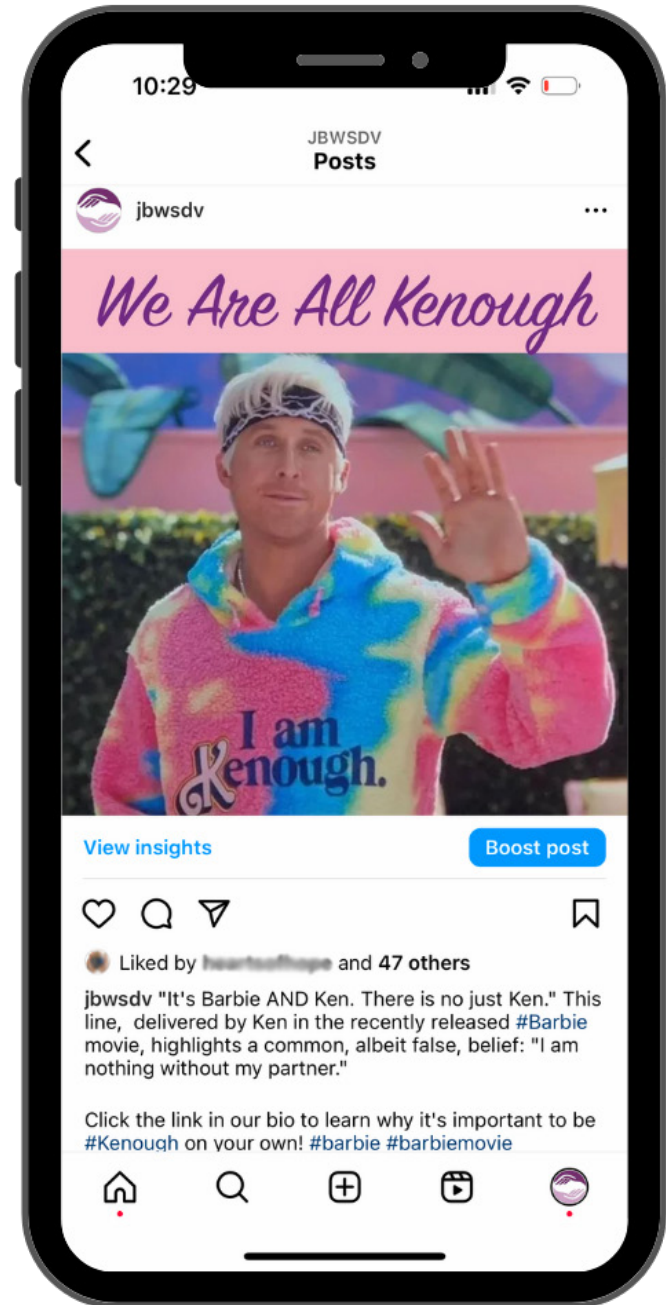 10:29
JBWSDV
Posts
jbwsdv
We Are All Kenough
I am
Kenough.
View insights
Boost post
Liked by and 47 others
jbwsdv "It's Barbie AND Ken. There is no just Ken." This
line, delivered by Ken in the recently released #Barbie
movie, highlights a common, albeit false, belief: "I am
nothing without my partner."
Click the link in our bio to learn why it's important to be
#Kenough on your own! #barbie #barbiemovie